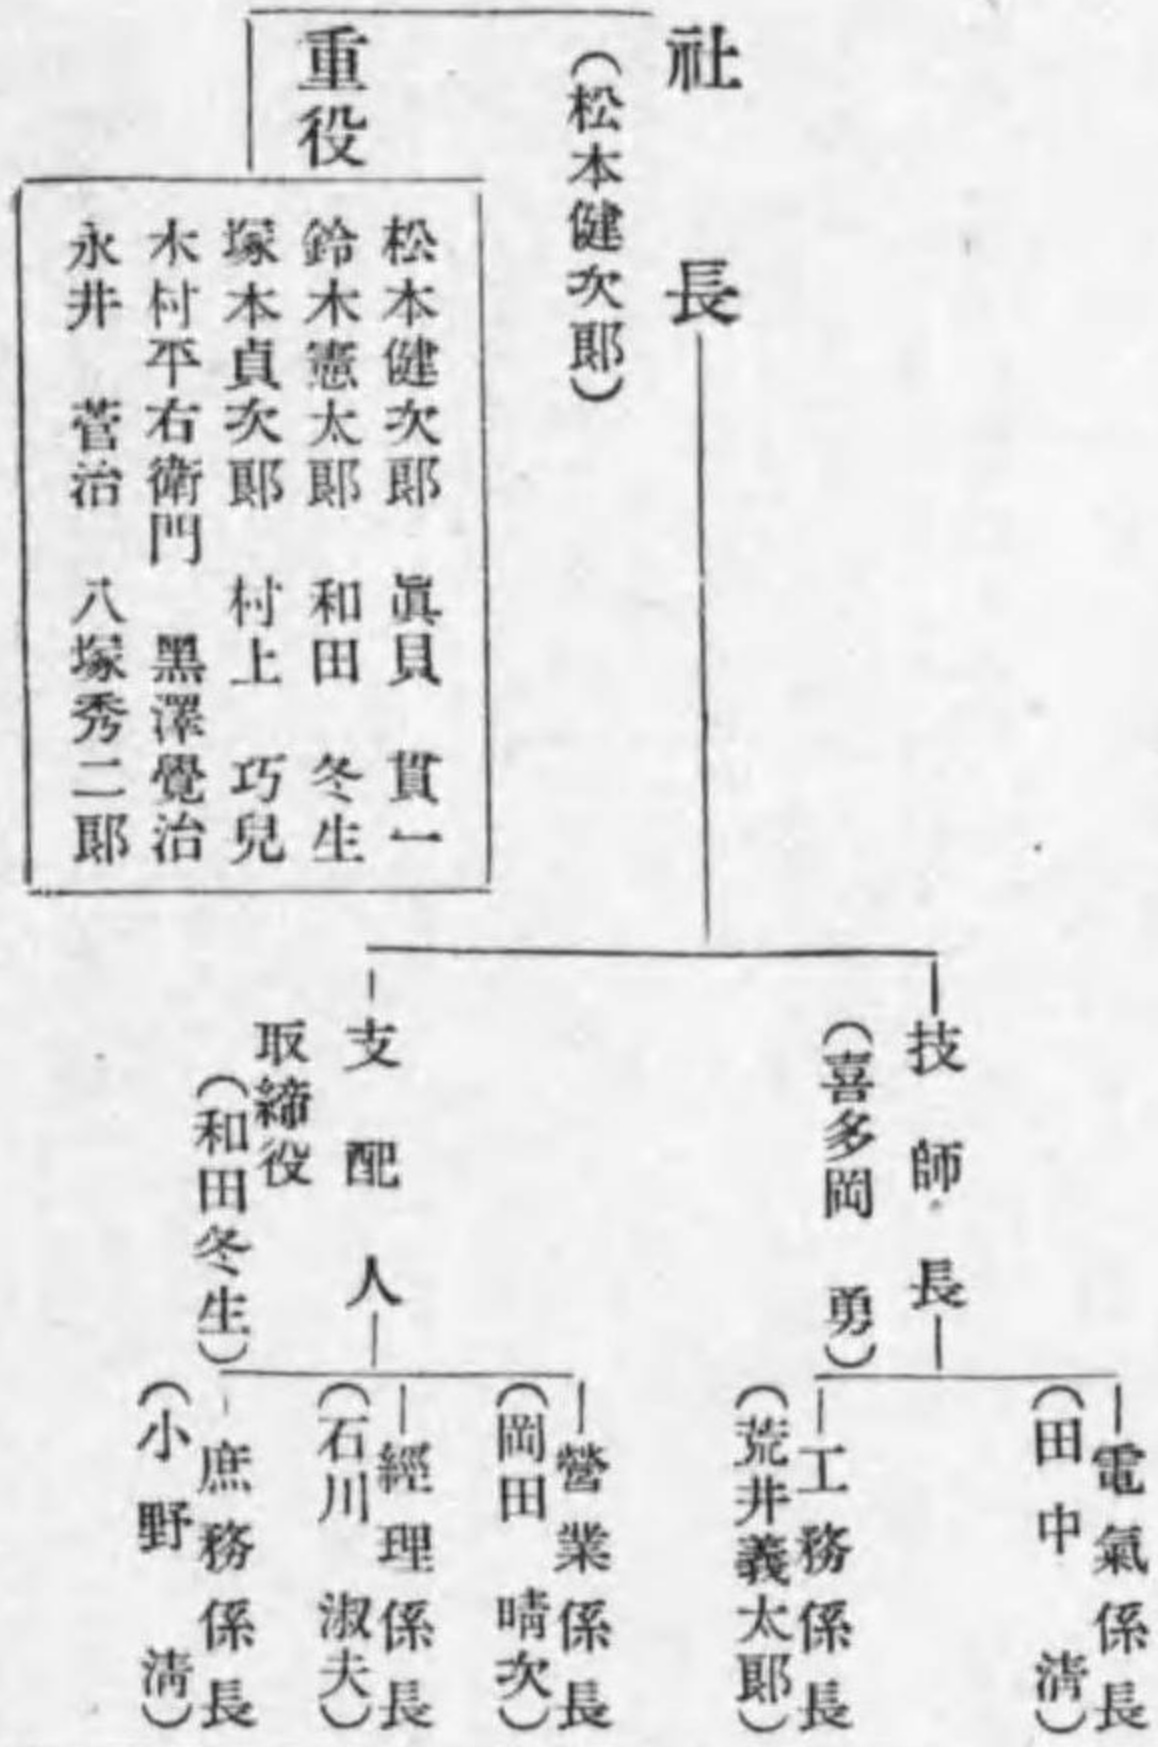 社長
（松本健次郎）
重役
松本健次郎　眞貝　貫一
鈴木憲太郎　和田　冬生
塚本貞次郎　村上　巧兒
木村平右衛門　黑澤覺治
永井　菅治　八塚秀二郎
技師長
（喜多岡　勇）
電氣係長
（田中　淸）
工務係長
（荒井義太郎）
支配人
取締役
（和田冬生）
營業係長
（岡田　晴次）
經理係長
（石川　淑夫）
庶務係長
（小野　淸）